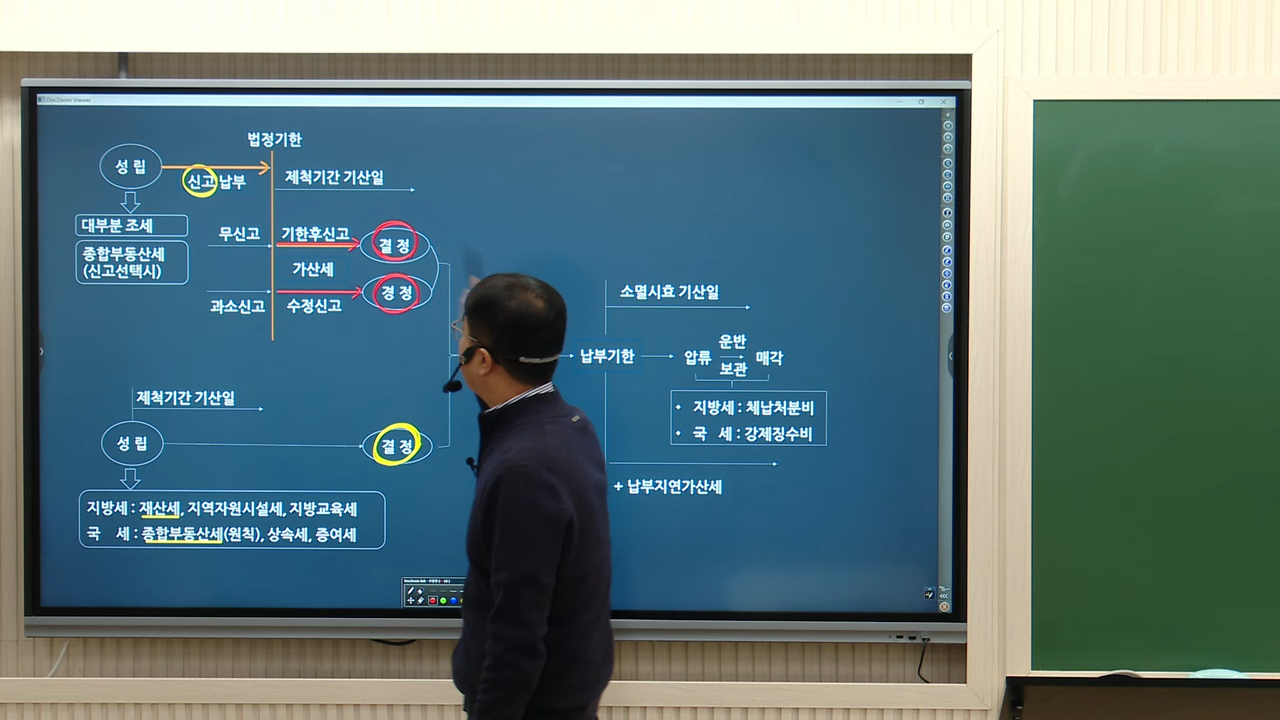 DocZoom Viewer
법정기한
성 립
신고 납부
제척기간 기산일
대부분 조세
종합부동산세
(신고선택시)
무신고
기한후신고
결 정
가산세
과소신고
수정신고
경 정
소멸시효 기산일
납부기한
압류
운반
보관
매각
• 지방세 : 체납처분비
• 국 세 : 강제징수비
+ 납부지연가산세
제척기간 기산일
성 립
결 정
지방세 : 재산세, 지역자원시설세, 지방교육세
국 세 : 종합부동산세(원칙), 상속세, 증여세